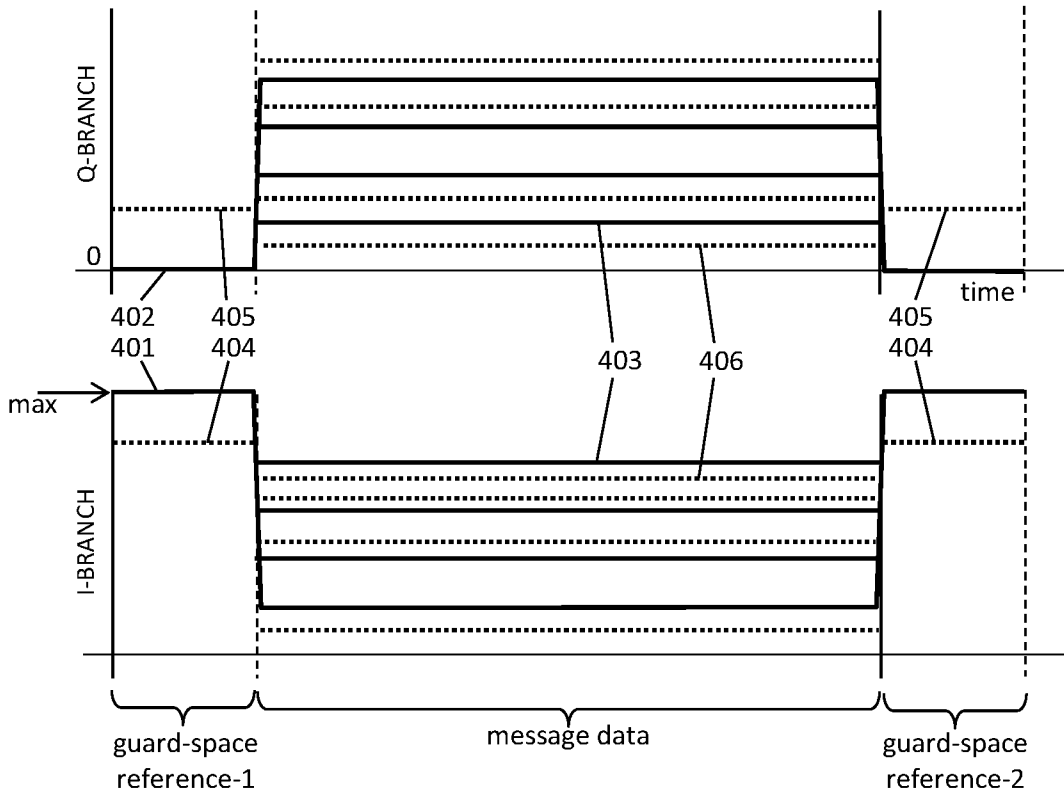 Q-BRANCH
0
time
402 405 405
401 404 403 406 404
max
I-BRANCH
guard-space message data guard-space
reference-1 reference-2